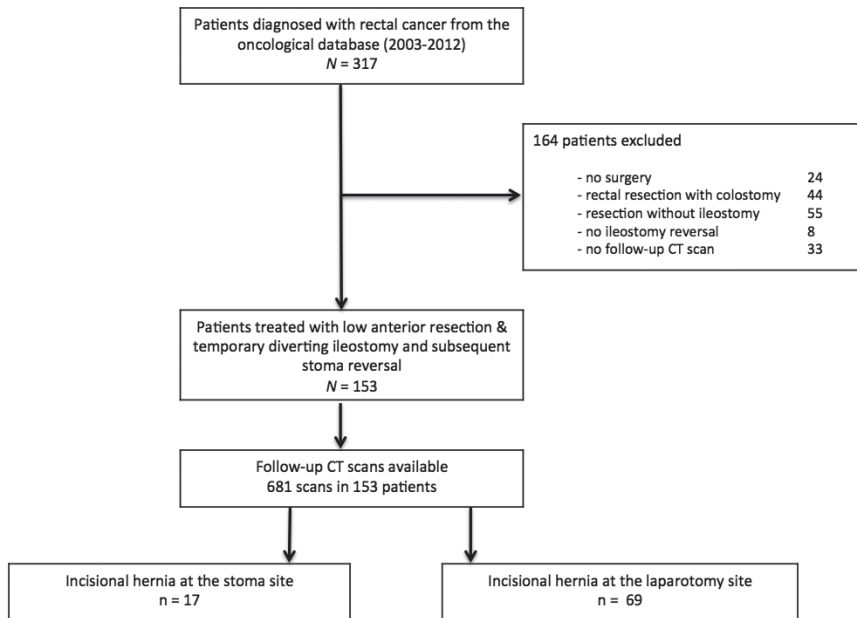 Patients diagnosed with rectal cancer from the
oncological database (2003-2012)
N = 317
164 patients excluded
- no surgery 24
- rectal resection with colostomy 44
- resection without ileostomy 55
- no ileostomy reversal 8
- no follow-up CT scan 33
Patients treated with low anterior resection &
temporary diverting ileostomy and subsequent
stoma reversal
N = 153
Follow-up CT scans available
681 scans in 153 patients
Incisional hernia at the stoma site
n = 17
Incisional hernia at the laparotomy site
n = 69